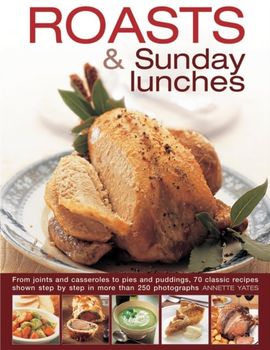 ROASTS
& Sunday
lunches
From joints and casseroles to pies and puddings, 70 classic recipes
shown step by step in more than 250 photographs ANNETTE YATES